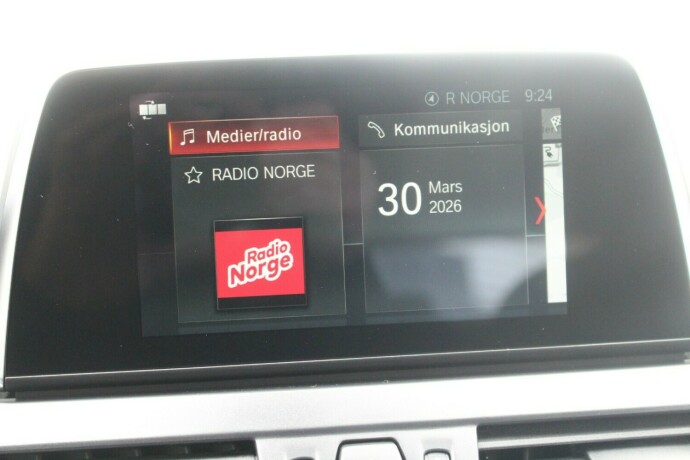 R NORGE 9:24
Medier/radio
Kommunikasjon
RADIO NORGE
30 Mars
2026
Radio
Norge